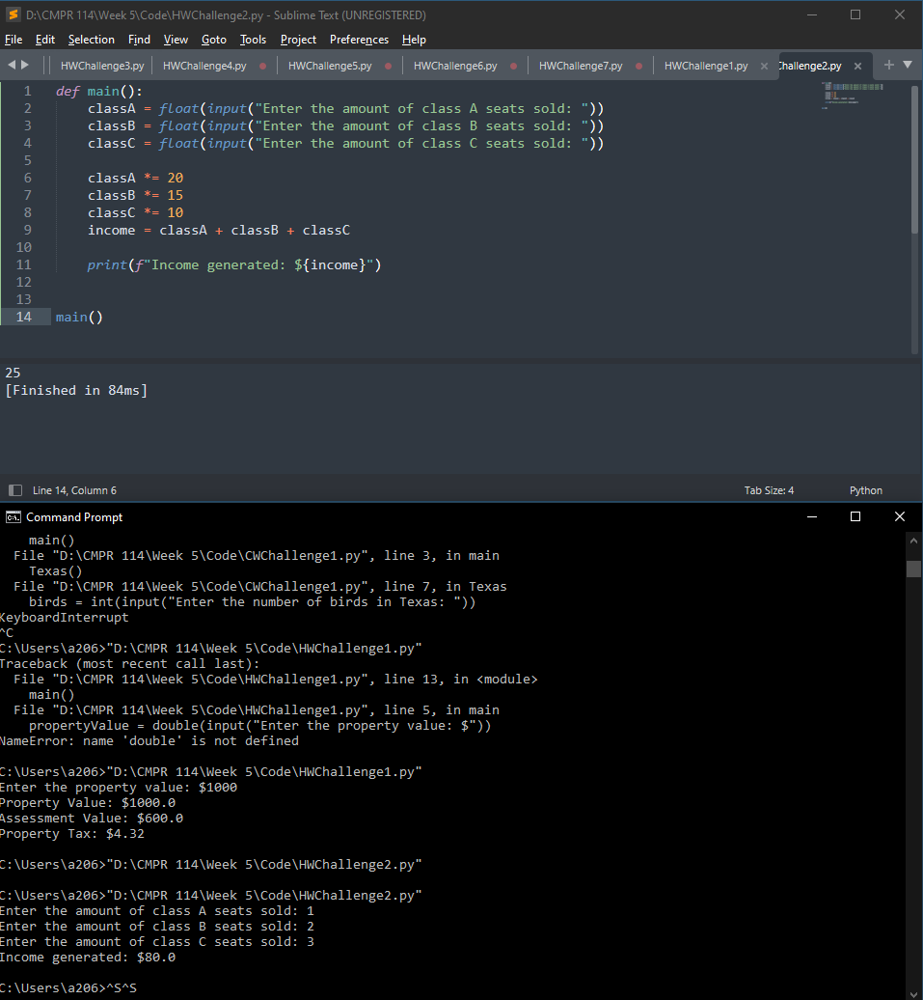 D:\CMPR 114\Week 5\Code\HWChallenge2.py - Sublime Text (UNREGISTERED)
File Edit Selection Find View Goto Tools Project Preferences Help
HWChallenge3.py HWChallenge4.py HWChallenge5.py HWChallenge6.py HWChallenge7.py HWChallenge1.py Challenge2.py
1 def main():
2 classA = float(input("Enter the amount of class A seats sold: "))
3 classB = float(input("Enter the amount of class B seats sold: "))
4 classC = float(input("Enter the amount of class C seats sold: "))
5
6 classA *= 20
7 classB *= 15
8 classC *= 10
9 income = classA + classB + classC
10
11 print(f"Income generated: ${income}")
12
13
14 main()
25
[Finished in 84ms]
Line 14, Column 6 Tab Size: 4 Python
Command Prompt
main()
File "D:\CMPR 114\Week 5\Code\CWChallenge1.py", line 3, in main
Texas()
File "D:\CMPR 114\Week 5\Code\CWChallenge1.py", line 7, in Texas
birds = int(input("Enter the number of birds in Texas: "))
KeyboardInterrupt
^C
C:\Users\a206>"D:\CMPR 114\Week 5\Code\HWChallenge1.py"
Traceback (most recent call last):
File "D:\CMPR 114\Week 5\Code\HWChallenge1.py", line 13, in <module>
main()
File "D:\CMPR 114\Week 5\Code\HWChallenge1.py", line 5, in main
propertyValue = double(input("Enter the property value: $"))
NameError: name 'double' is not defined
C:\Users\a206>"D:\CMPR 114\Week 5\Code\HWChallenge1.py"
Enter the property value: $1000
Property Value: $1000.0
Assessment Value: $600.0
Property Tax: $4.32
C:\Users\a206>"D:\CMPR 114\Week 5\Code\HWChallenge2.py"
C:\Users\a206>"D:\CMPR 114\Week 5\Code\HWChallenge2.py"
Enter the amount of class A seats sold: 1
Enter the amount of class B seats sold: 2
Enter the amount of class C seats sold: 3
Income generated: $80.0
C:\Users\a206>^S^S